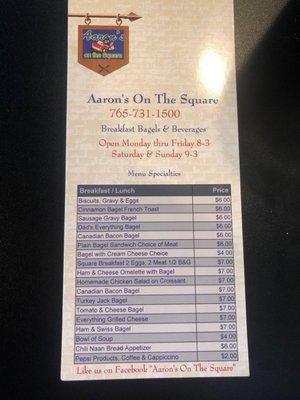 Aaron's
on the Square
Aaron's On The Square
765-731-1500
Breakfast Bagels & Beverages
Open Monday thru Friday 8-3
Saturday & Sunday 9-3
Menu Specialties
Breakfast / Lunch Price
Biscuits, Gravy & Eggs $6.00
Cinnamon Bagel French Toast $6.00
Sausage Gravy Bagel $6.00
Dad's Everything Bagel $6.00
Canadian Bacon Bagel $6.00
Plain Bagel Sandwich Choice of Meat $6.00
Bagel with Cream Cheese Choice $4.00
Square Breakfast 2 Eggs, 2 Meat 1/2 B&G $7.00
Ham & Cheese Omelette with Bagel $7.00
Homemade Chicken Salad on Croissant $7.00
Canadian Bacon Bagel $7.00
Turkey Jack Bagel $7.00
Tomato & Cheese Bagel $7.00
Everything Grilled Cheese $7.00
Ham & Swiss Bagel $7.00
Bowl of Soup $4.00
Chili Naan Bread Appetizer $6.00
Pepsi Products, Coffee & Cappuccino $2.00
Like us on Facebook "Aaron's On The Square"